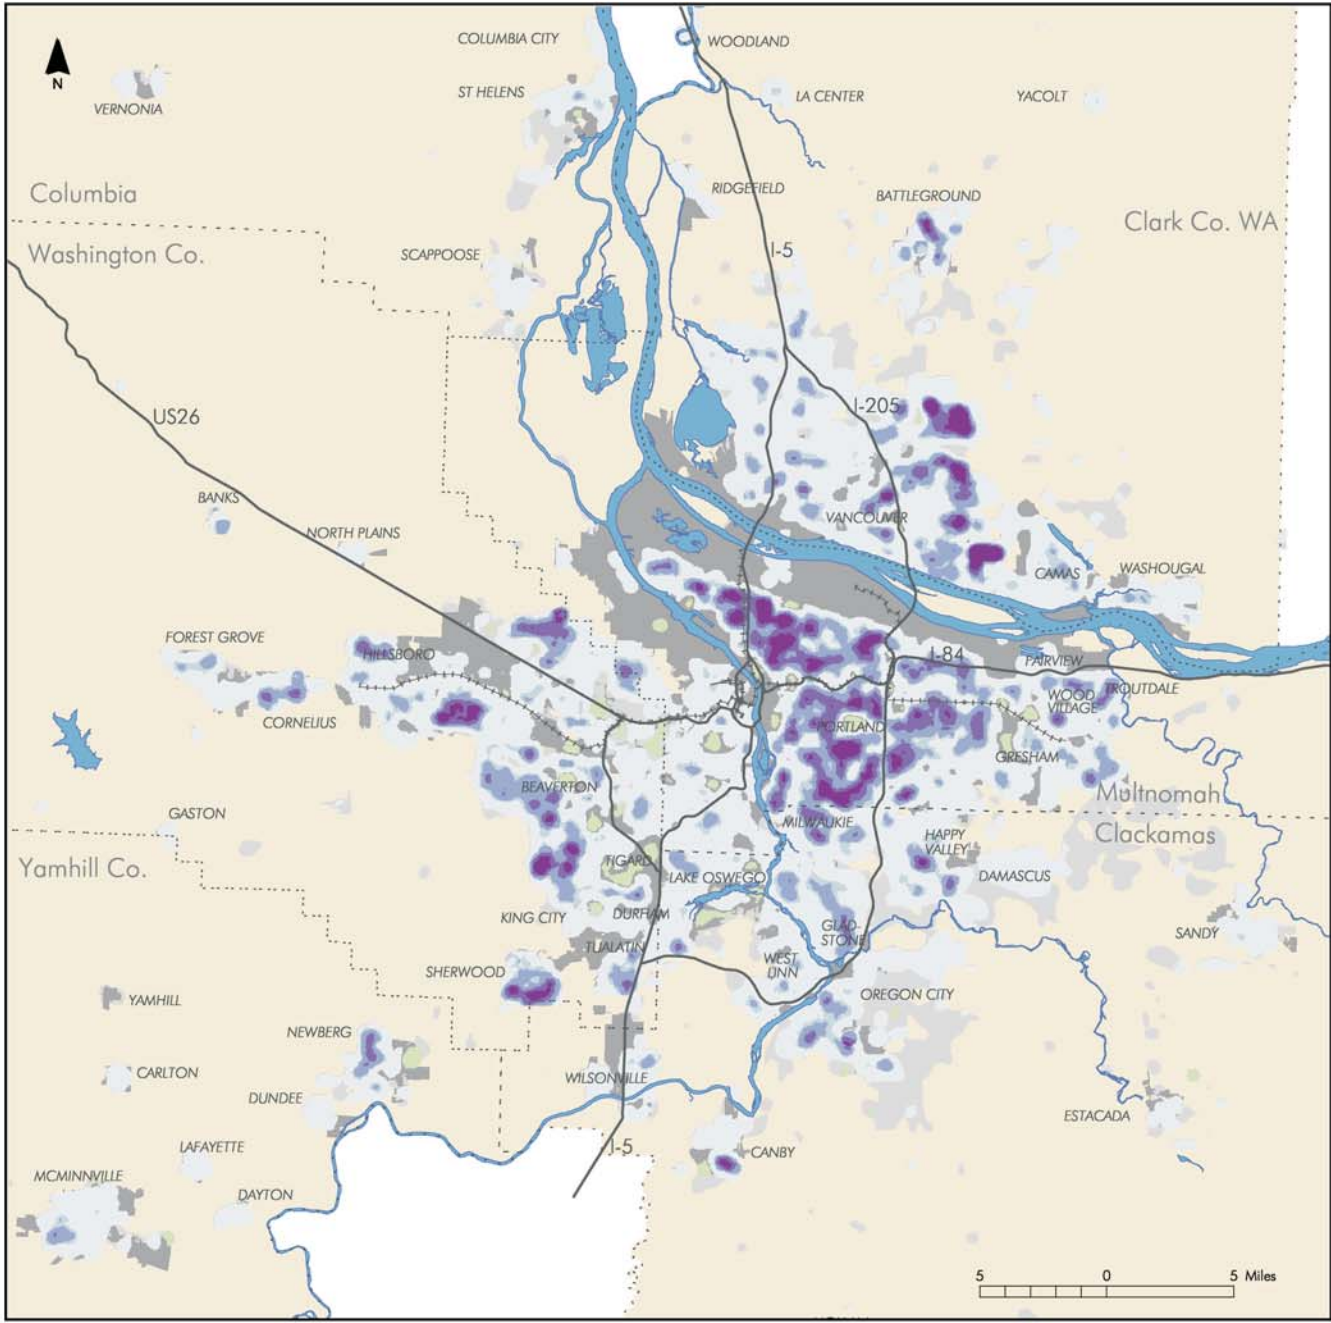 COLUMBIA CITY
WOODLAND
N
VERNONIA
ST HELENS
LA CENTER
YACOLT
Columbia
RIDGEFIELD
BATTLEGROUND
Clark Co. WA
Washington Co.
SCAPPOOSE
I-5
US26
I-205
BANKS
NORTH PLAINS
VANCOUVER
CAMAS
WASHOUGAL
FOREST GROVE
HILLSBORO
I-84
FAIRVIEW
CORNELIUS
WOOD
VILLAGE
TROUTDALE
PORTLAND
GRESHAM
BEAVERTON
Multnomah
GASTON
MILWAUKIE
HAPPY
VALLEY
Clackamas
Yamhill Co.
TIGARD
LAKE OSWEGO
DAMASCUS
KING CITY
DURHAM
GLAD-
STONE
SANDY
TUALATIN
SHERWOOD
WEST
LINN
YAMHILL
OREGON CITY
NEWBERG
CARLTON
WILSONVILLE
DUNDEE
ESTACADA
LAFAYETTE
I-5
CANBY
MCMINNVILLE
DAYTON
5 0 5 Miles